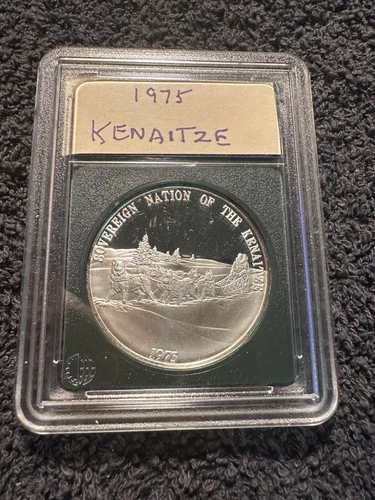 1975
KENAITZE
SOVEREIGN NATION OF THE KENAITZE
1975